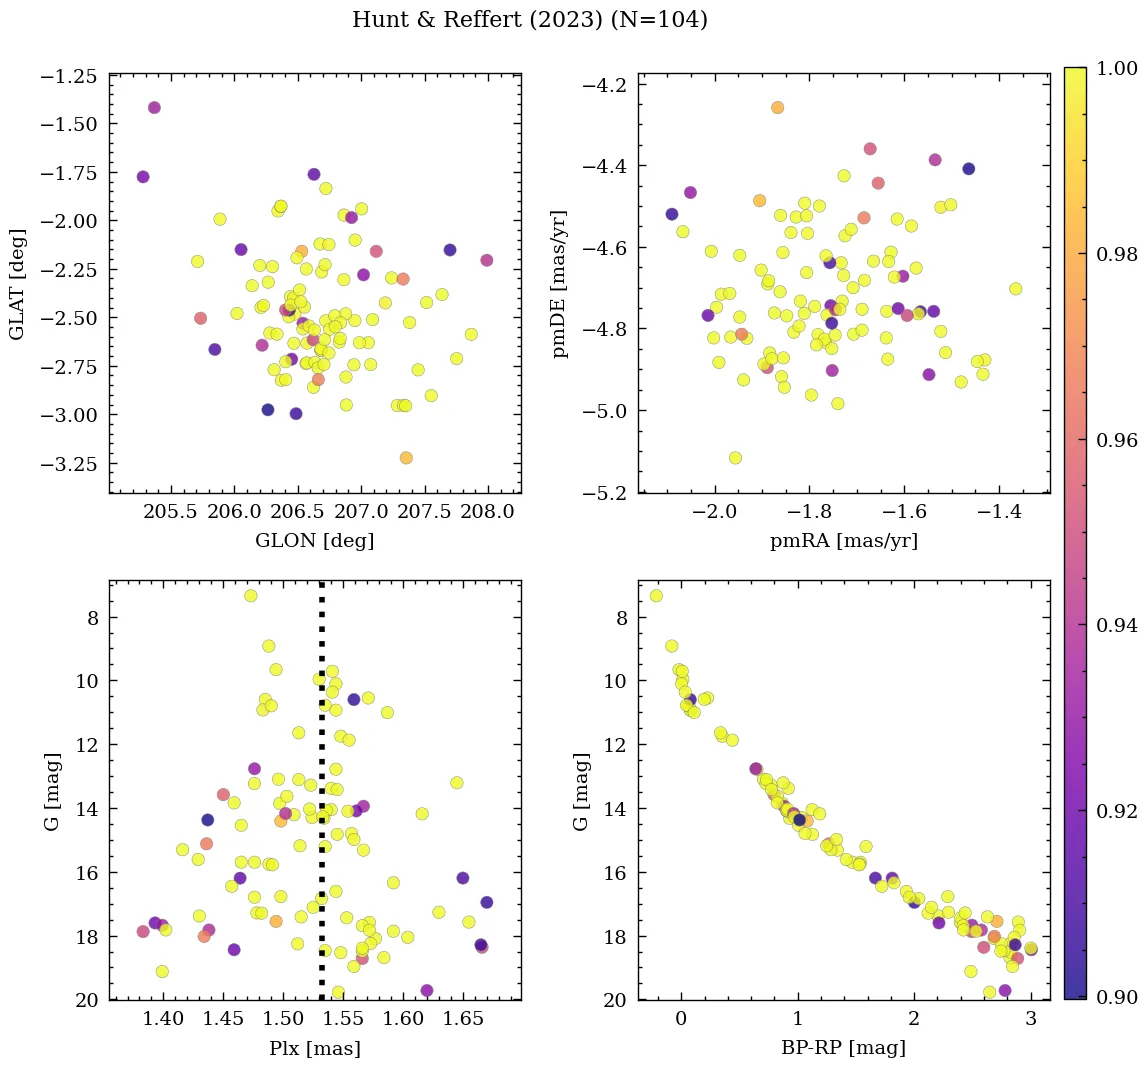 Hunt & Reffert (2023) (N=104)
−1.25
−1.50
−1.75
−2.00
−2.25
−2.50
−2.75
−3.00
−3.25
GLAT [deg]
205.5 206.0 206.5 207.0 207.5 208.0
GLON [deg]
−4.2
−4.4
−4.6
−4.8
−5.0
−5.2
pmDE [mas/yr]
−2.0 −1.8 −1.6 −1.4
pmRA [mas/yr]
8
10
12
14
16
18
20
G [mag]
1.40 1.45 1.50 1.55 1.60 1.65
Plx [mas]
8
10
12
14
16
18
20
G [mag]
0 1 2 3
BP-RP [mag]
1.00
0.98
0.96
0.94
0.92
0.90